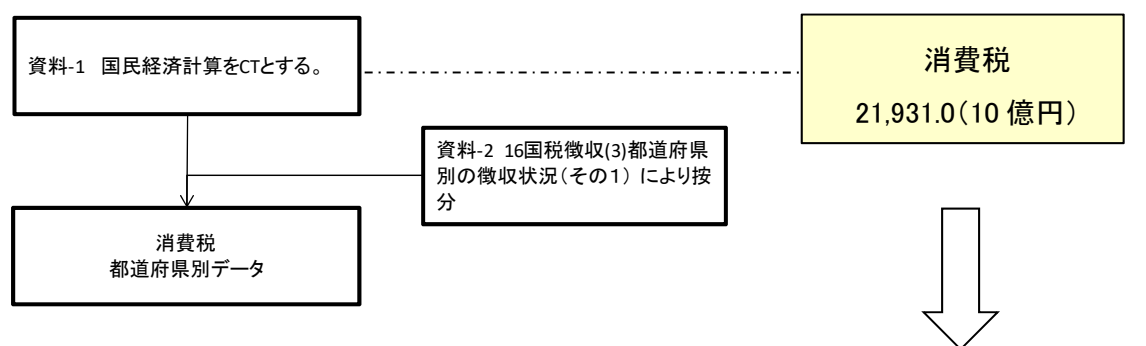 資料-1 国民経済計算をCTとする。
消費税
21,931.0(10 億円)
資料-2 16国税徴収(3)都道府県
別の徴収状況(その1) により按
分
消費税
都道府県別データ